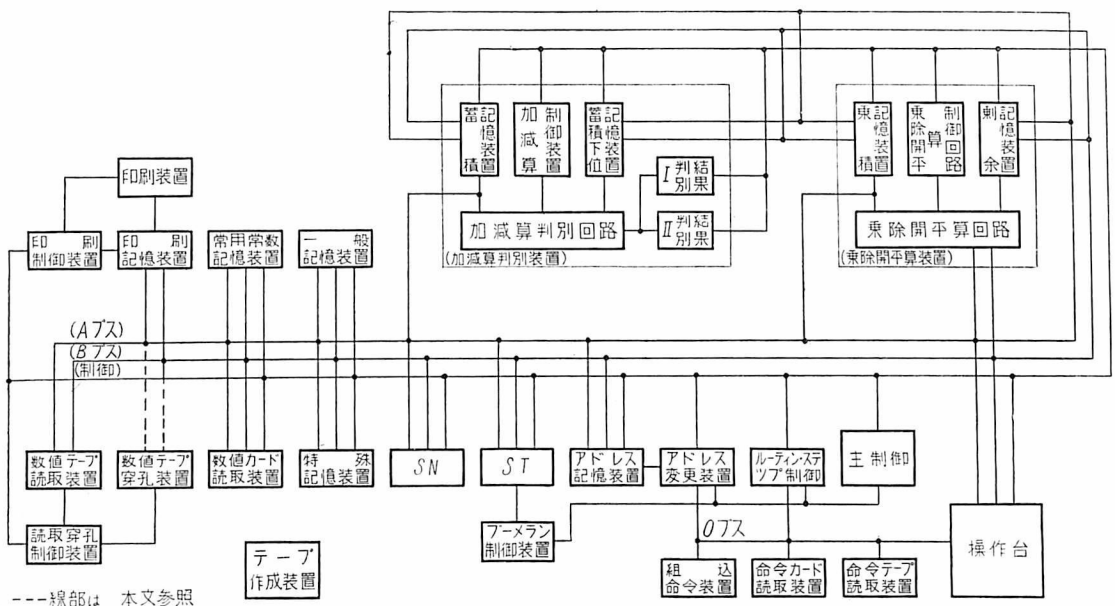 蓄積記憶装置
加減算制御装置
蓄積下位記憶装置
乗積記憶装置
乗除開平算制御回路
剰余記憶装置
I判別結果
II判別結果
加減算判別回路
(加減算判別装置)
乗除開平算回路
(乗除開平算装置)
印刷装置
印刷
制御装置
印刷
記憶装置
常用常数
記憶装置
一般
記憶装置
(Aブス)
(Bブス)
(制御)
数値テープ
読取装置
数値テープ
穿孔装置
数値カード
読取装置
特殊
記憶装置
SN
ST
アドレス
記憶装置
アドレス
変更装置
ルーティン・ステ
ツプ制御
主制御
読取穿孔
制御装置
ブーメラン
制御装置
Oブス
操作台
テープ
作成装置
組込
命令装置
命令カード
読取装置
命令テープ
読取装置
---線部は 本文参照